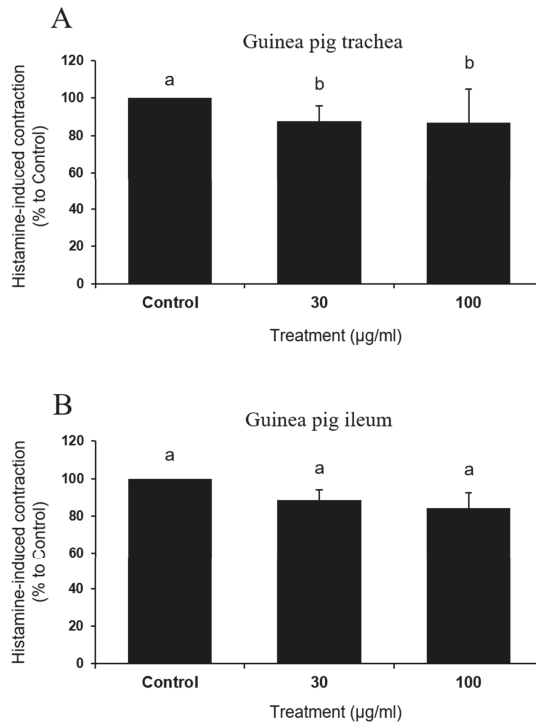 A
Guinea pig trachea
Histamine-induced contraction
(% to Control)
120
100
80
60
40
20
0
a
b
b
Control
30
100
Treatment (µg/ml)
B
Guinea pig ileum
Histamine-induced contraction
(% to Control)
120
100
80
60
40
20
0
a
a
a
Control
30
100
Treatment (µg/ml)